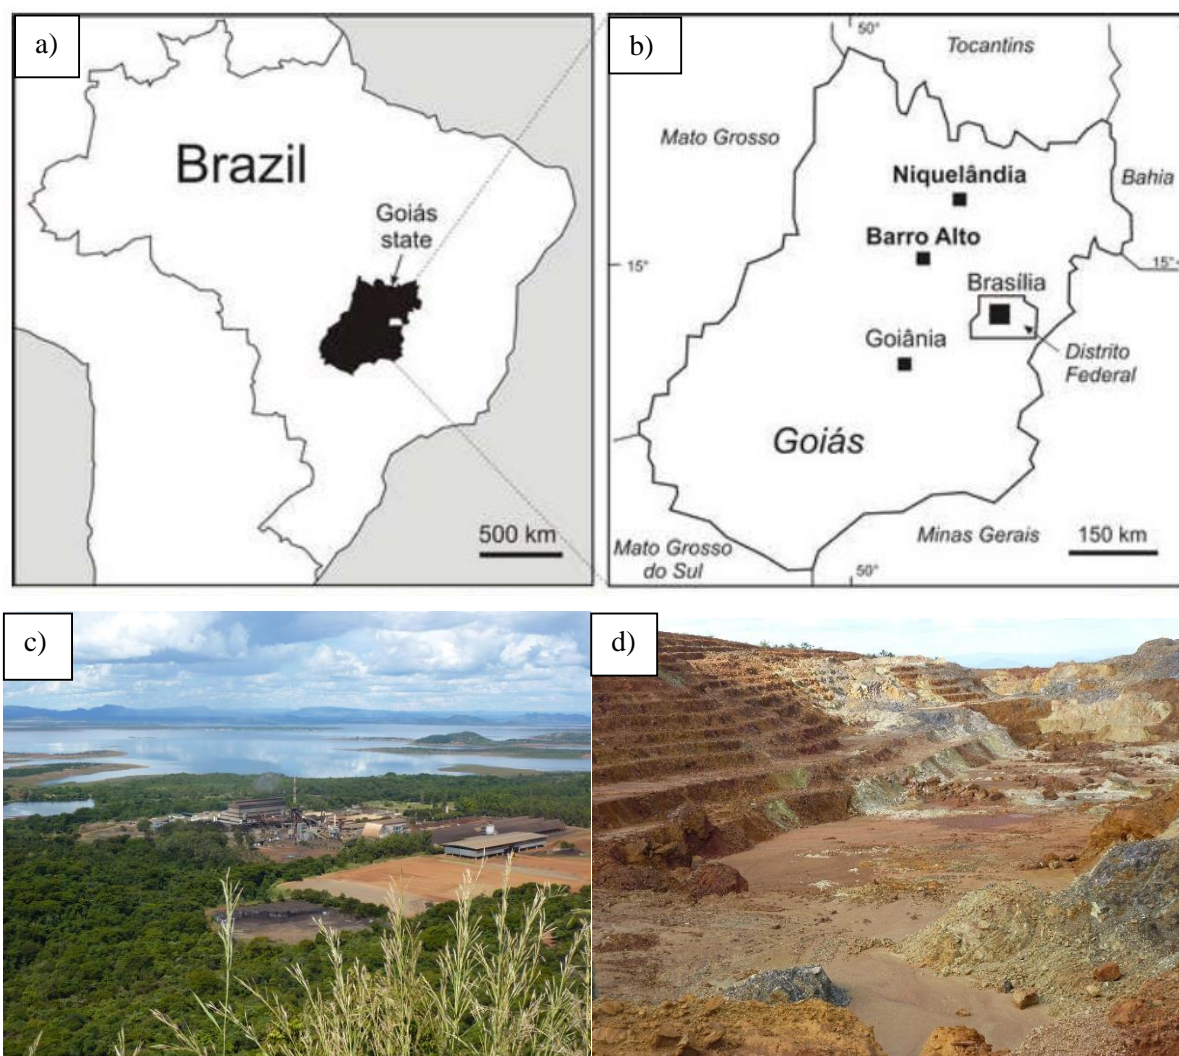 a)
Brazil
Goiás
state
500 km
b)
50°
Tocantins
Mato Grosso
Niquelândia
Bahia
Barro Alto
15°
15°
Brasília
Goiânia
Distrito
Federal
Goiás
Minas Gerais
150 km
Mato Grosso
do Sul
50°
c)
d)